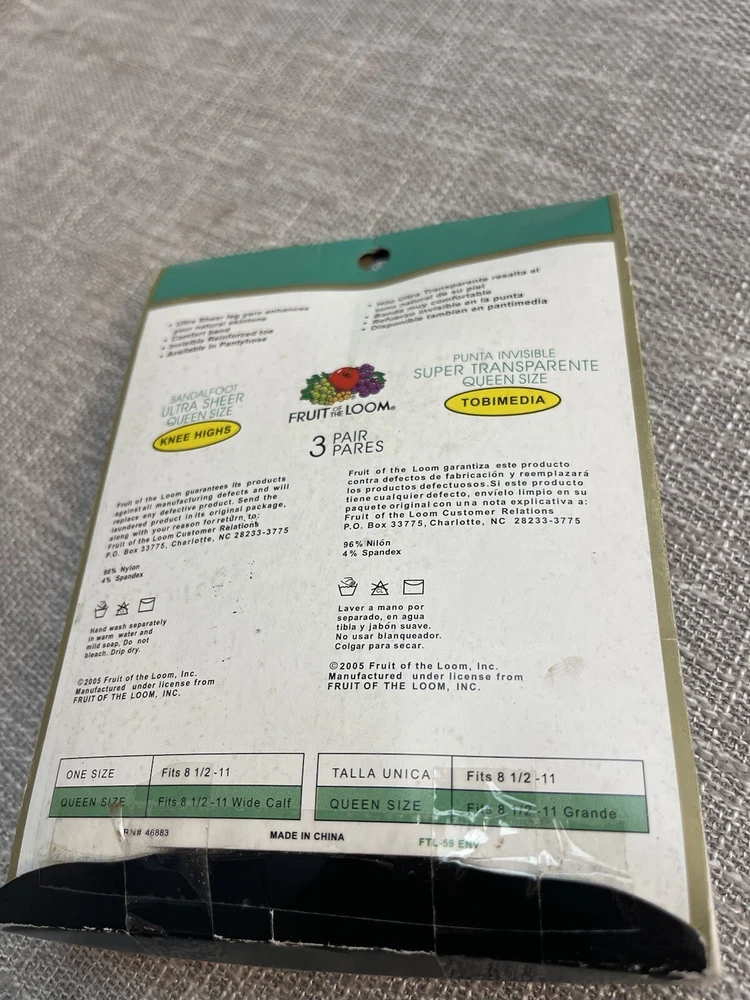 • Ultra Sheer leg yarn enhances
your natural skintone
• Comfort band
• Invisible Reinforced toe
• Available in Pantyhose
• Hilo Ultra Transparente resalta el
tono natural de su piel
• Banda muy comfortable
• Refuerzo invisible en la punta
• Disponible tambien en pantimedia
SANDALFOOT
ULTRA SHEER
QUEEN SIZE
KNEE HIGHS
FRUIT OF THE LOOM®
3 PAIR
PARES
PUNTA INVISIBLE
SUPER TRANSPARENTE
QUEEN SIZE
TOBIMEDIA
Fruit of the Loom guarantees its products
against all manufacturing defects and will
replace any defective product. Send the
laundered product in its original package,
along with your reason for return, to:
Fruit of the Loom Customer Relations
P.O. Box 33775, Charlotte, NC 28233-3775
96% Nylon
4% Spandex
Hand wash separately
in warm water and
mild soap, Do not
bleach. Drip dry.
©2005 Fruit of the Loom, Inc.
Manufactured under license from
FRUIT OF THE LOOM, INC.
Fruit of the Loom garantiza este producto
contra defectos de fabricación y reemplazará
los productos defectuosos.Si este producto
tiene cualquier defecto, envíelo limpio en su
paquete original con una nota explicativa a:
Fruit of the Loom Customer Relations
P.O. Box 33775, Charlotte, NC 28233-3775
96% Nilón
4% Spandex
Laver a mano por
separado, en agua
tibia y jabón suave.
No usar blanqueador.
Colgar para secar.
©2005 Fruit of the Loom, Inc.
Manufactured under license from
FRUIT OF THE LOOM, INC.
ONE SIZE Fits 8 1/2 -11
QUEEN SIZE Fits 8 1/2 -11 Wide Calf
TALLA UNICA Fits 8 1/2 -11
QUEEN SIZE Fits 8 1/2 -11 Grande
RN# 46883
MADE IN CHINA
FTL-59 ENV